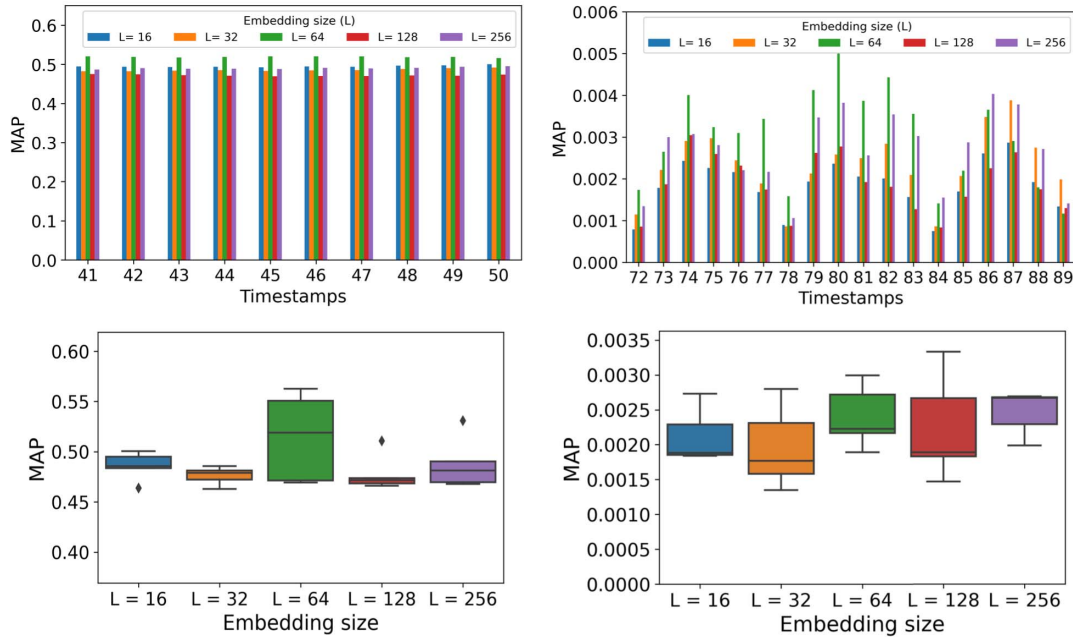 Embedding size (L)
L= 16 L= 32 L= 64 L= 128 L= 256
MAP
0.6
0.5
0.4
0.3
0.2
0.1
0.0
41 42 43 44 45 46 47 48 49 50
Timestamps
Embedding size (L)
L= 16 L= 32 L= 64 L= 128 L= 256
MAP
0.006
0.005
0.004
0.003
0.002
0.001
0.000
72 73 74 75 76 77 78 79 80 81 82 83 84 85 86 87 88 89
Timestamps
MAP
0.60
0.55
0.50
0.45
0.40
L = 16 L = 32 L = 64 L = 128 L = 256
Embedding size
MAP
0.0035
0.0030
0.0025
0.0020
0.0015
0.0010
0.0005
0.0000
L = 16 L = 32 L = 64 L = 128 L = 256
Embedding size